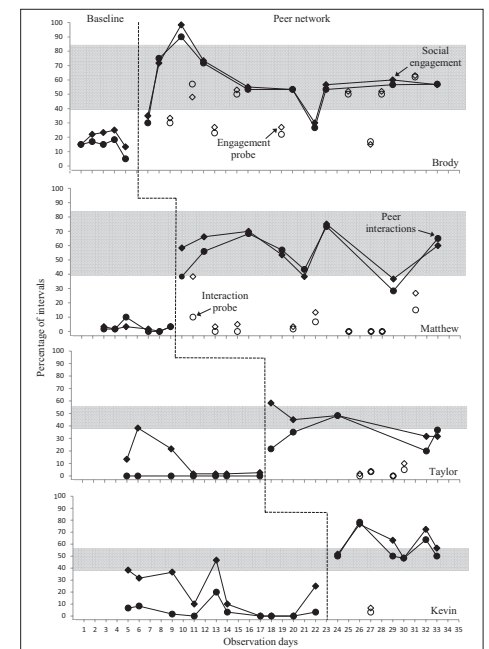 Baseline Peer network
100
90
80
70
60
50
40
30
20
10
0
Social
engagement
Engagement
probe
Brody
100
90
80
70
60
50
40
30
20
10
0
Peer
interactions
Interaction
probe
Matthew
Percentage of intervals
100
90
80
70
60
50
40
30
20
10
0
Taylor
100
90
80
70
60
50
40
30
20
10
0
Kevin
1 2 3 4 5 6 7 8 9 10 11 12 13 14 15 16 17 18 19 20 21 22 23 24 25 26 27 28 29 30 31 32 33 34 35
Observation days